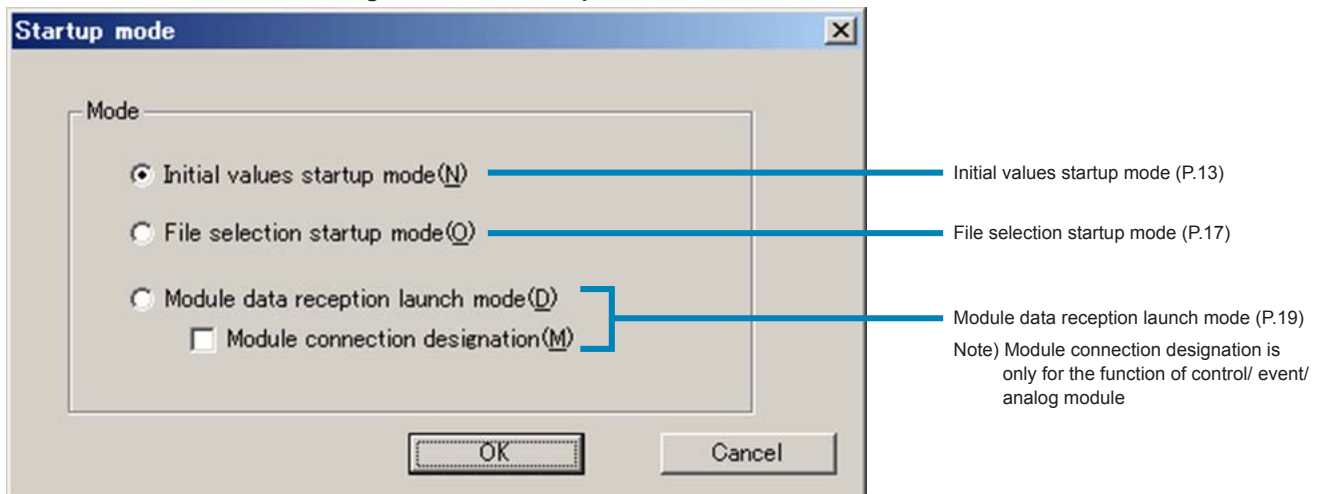 Startup mode
Mode
Initial values startup mode(N)
Initial values startup mode (P.13)
File selection startup mode(O)
File selection startup mode (P.17)
Module data reception launch mode(D)
Module connection designation(M)
Module data reception launch mode (P.19)
Note) Module connection designation is
only for the function of control/ event/
analog module
OK
Cancel